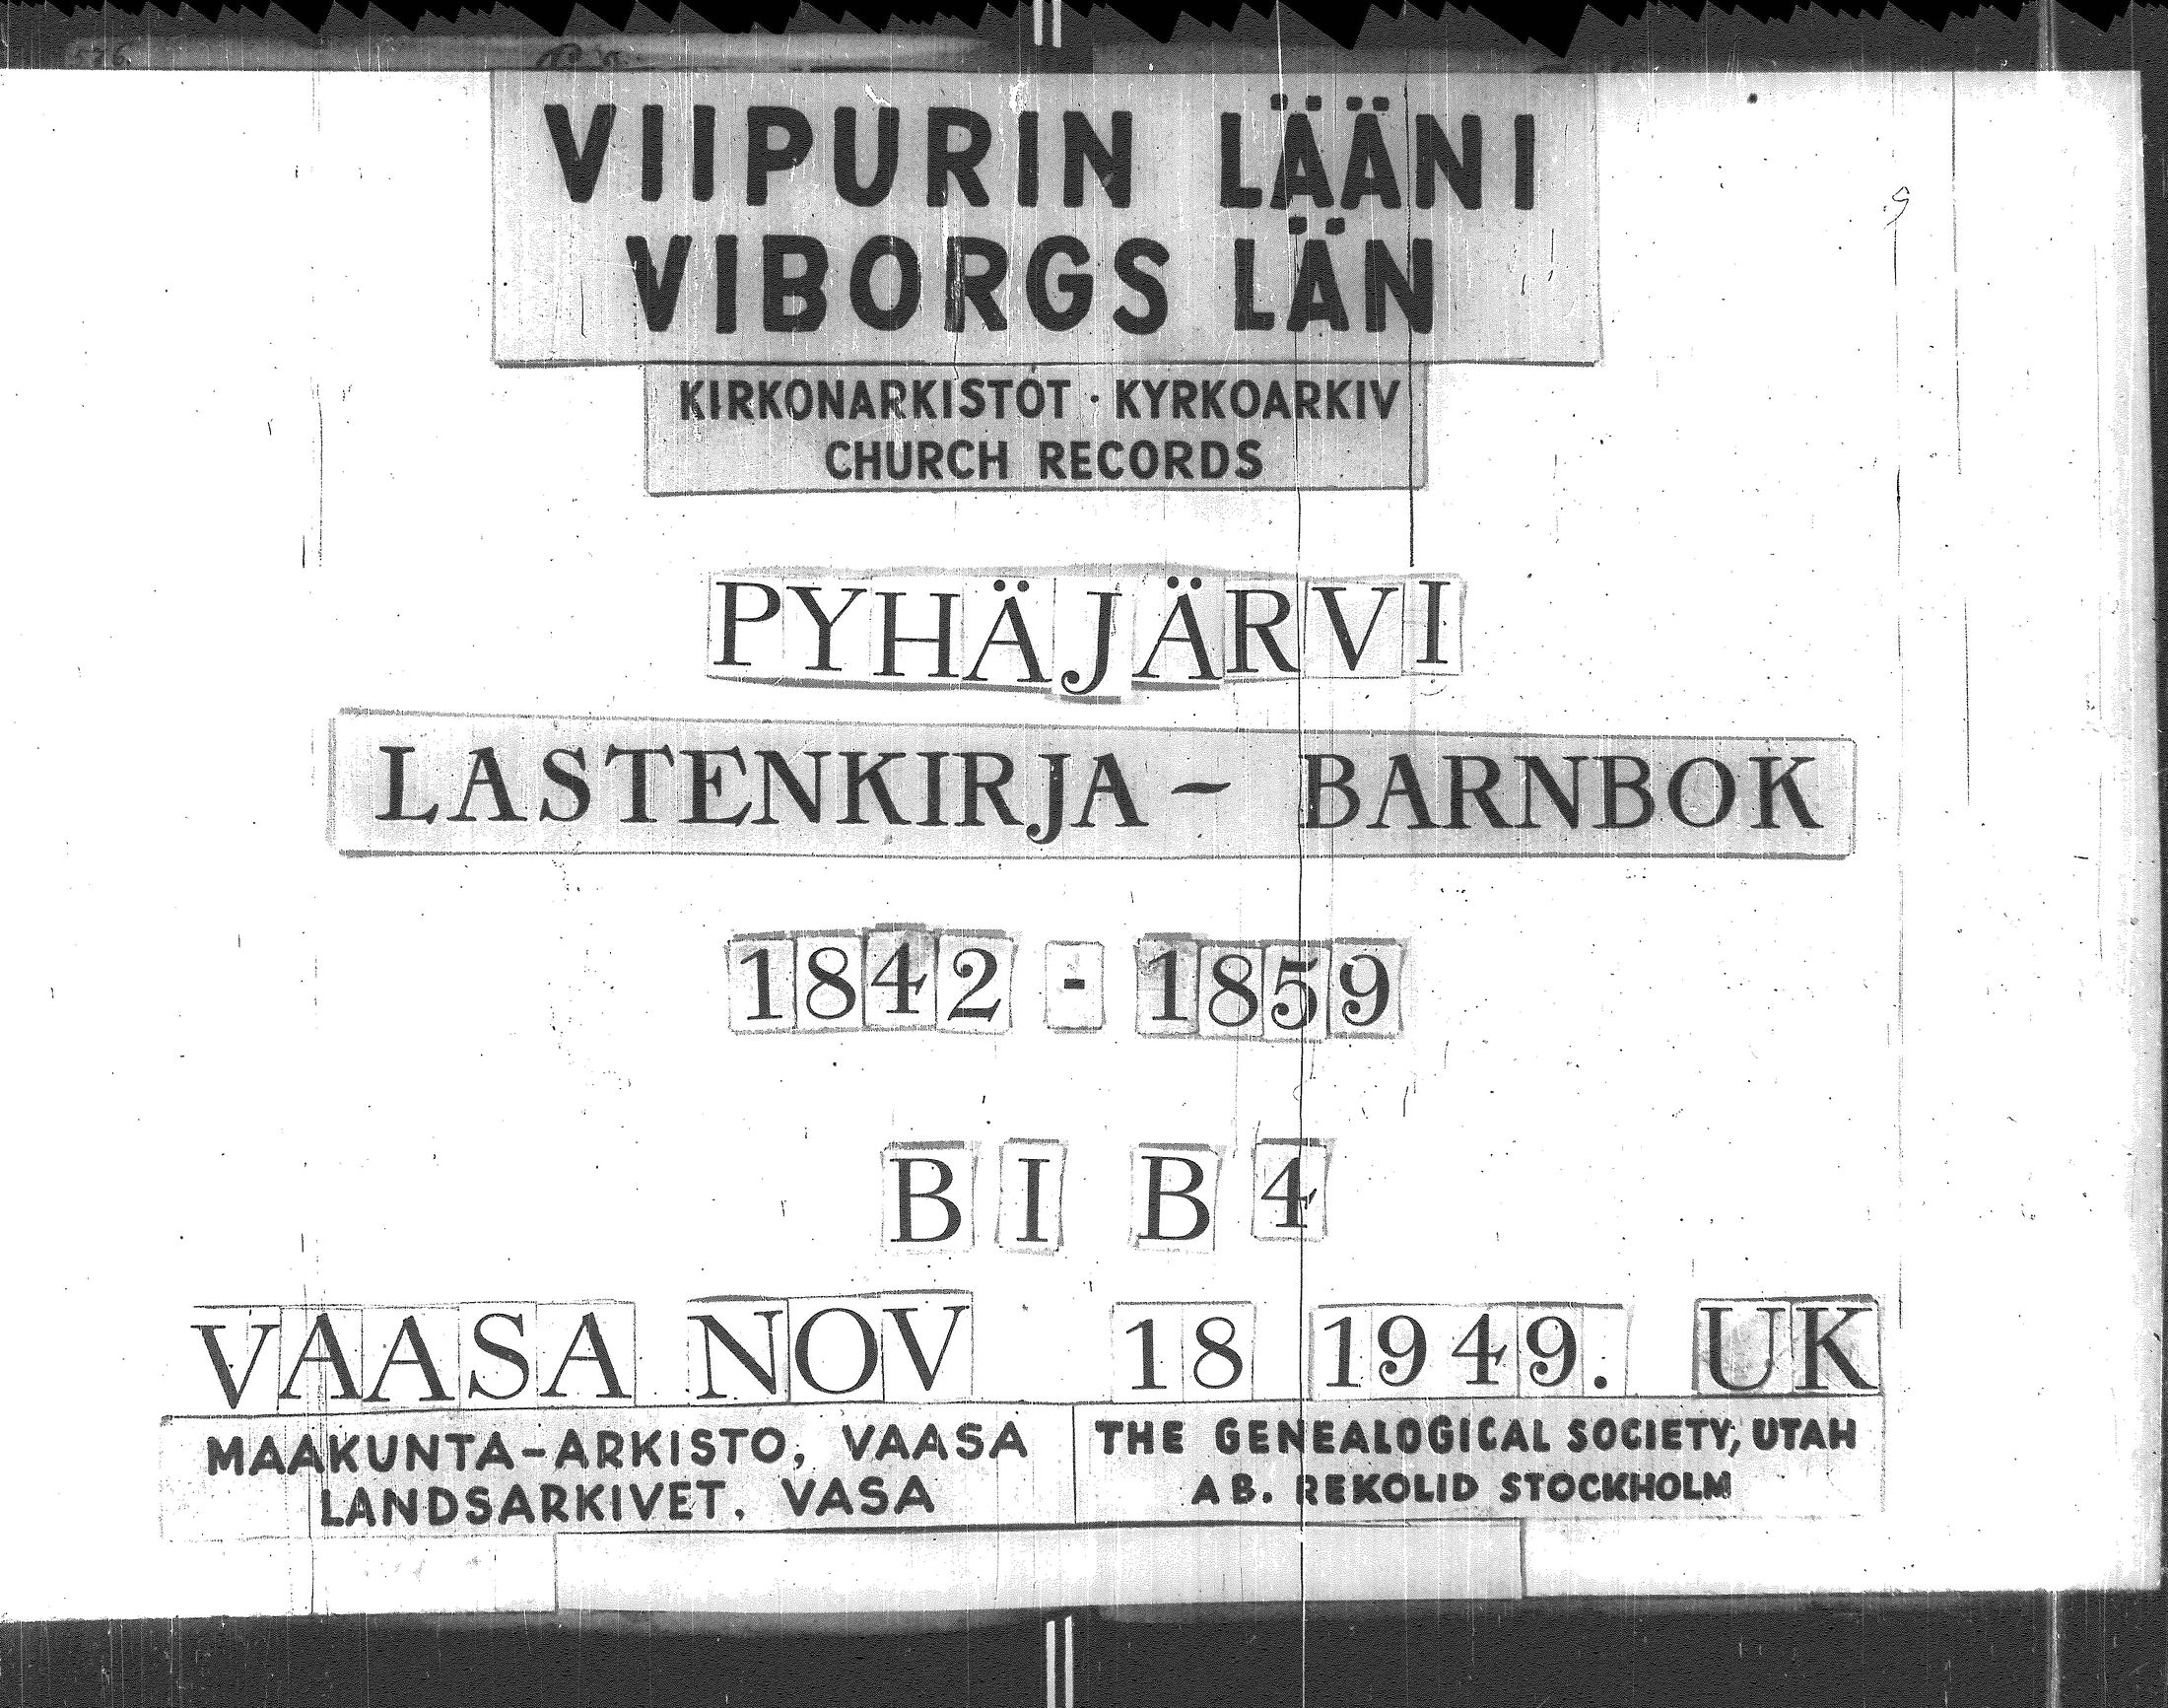 VIIPURIN LÄÄNI
VIBORGS LÄN
KIRKONARKISTOT · KYRKOARKIV
CHURCH RECORDS
PYHÄJÄRVI
LASTENKIRJA - BARNBOK
1842 - 1859
B I B 4
VAASA NOV 18 1949. UK
MAAKUNTA-ARKISTO, VAASA
LANDSARKIVET. VASA
THE GENEALOGICAL SOCIETY, UTAH
AB. REKOLID STOCKHOLM